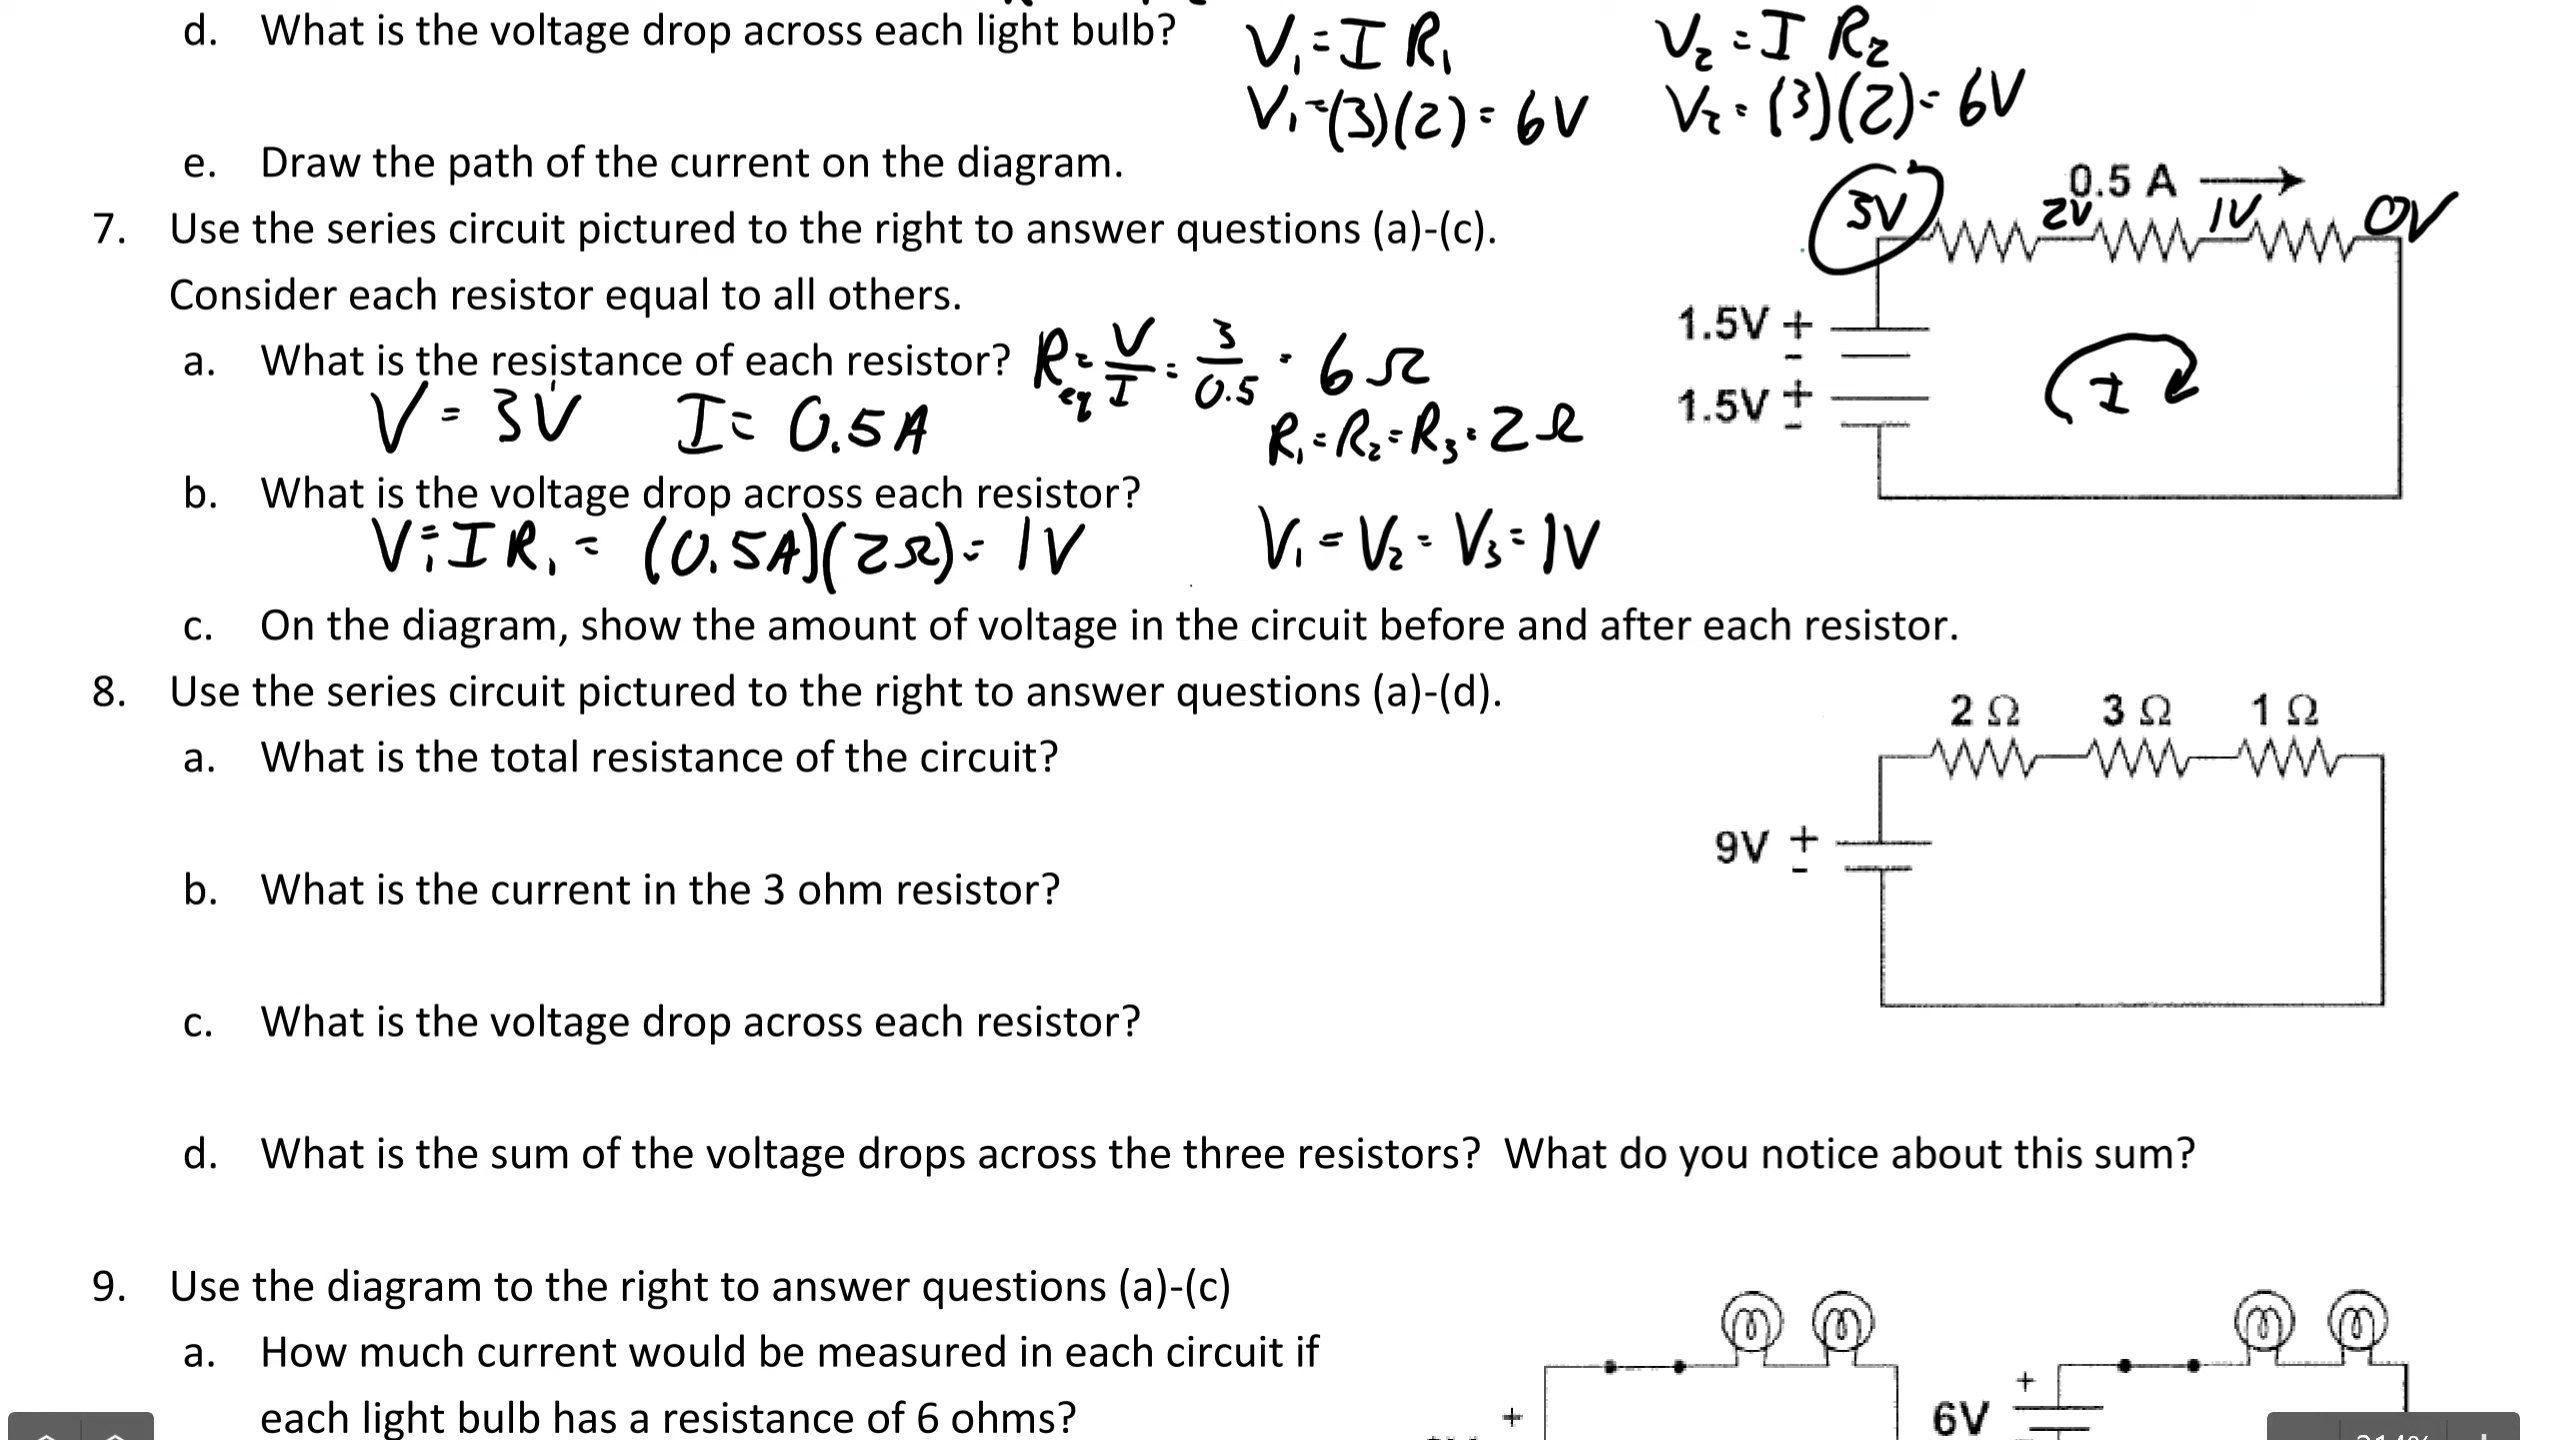 d. What is the voltage drop across each light bulb? V₁ = I R₁ V₂ = I R₂
V₁ = (3)(2) = 6V V₂ = (3)(2) = 6V
e. Draw the path of the current on the diagram.
0.5 A
3V 2V 1V 0V
7. Use the series circuit pictured to the right to answer questions (a)-(c).
Consider each resistor equal to all others.
1.5V + -
a. What is the resistance of each resistor? Req = V/I = 3/0.5 = 6Ω
1.5V + -
I
V = 3V I = 0.5A R₁ = R₂ = R₃ = 2Ω
b. What is the voltage drop across each resistor?
V₁ = I R₁ = (0.5A)(2Ω) = 1V V₁ = V₂ = V₃ = 1V
c. On the diagram, show the amount of voltage in the circuit before and after each resistor.
8. Use the series circuit pictured to the right to answer questions (a)-(d).
2 Ω 3 Ω 1 Ω
a. What is the total resistance of the circuit?
9V + -
b. What is the current in the 3 ohm resistor?
c. What is the voltage drop across each resistor?
d. What is the sum of the voltage drops across the three resistors? What do you notice about this sum?
9. Use the diagram to the right to answer questions (a)-(c)
a. How much current would be measured in each circuit if
each light bulb has a resistance of 6 ohms?
+
6V +